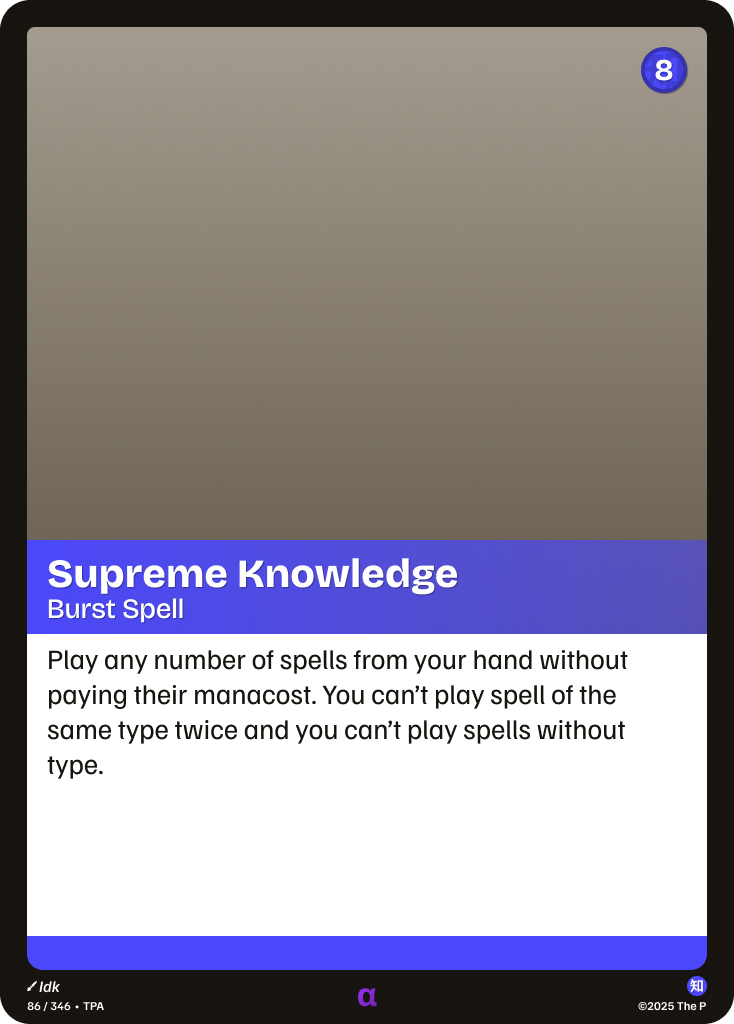 8
Supreme Knowledge
Burst Spell
Play any number of spells from your hand without
paying their manacost. You can’t play spell of the
same type twice and you can’t play spells without
type.
Idk
86 / 346 • TPA
α
知
©2025 The P